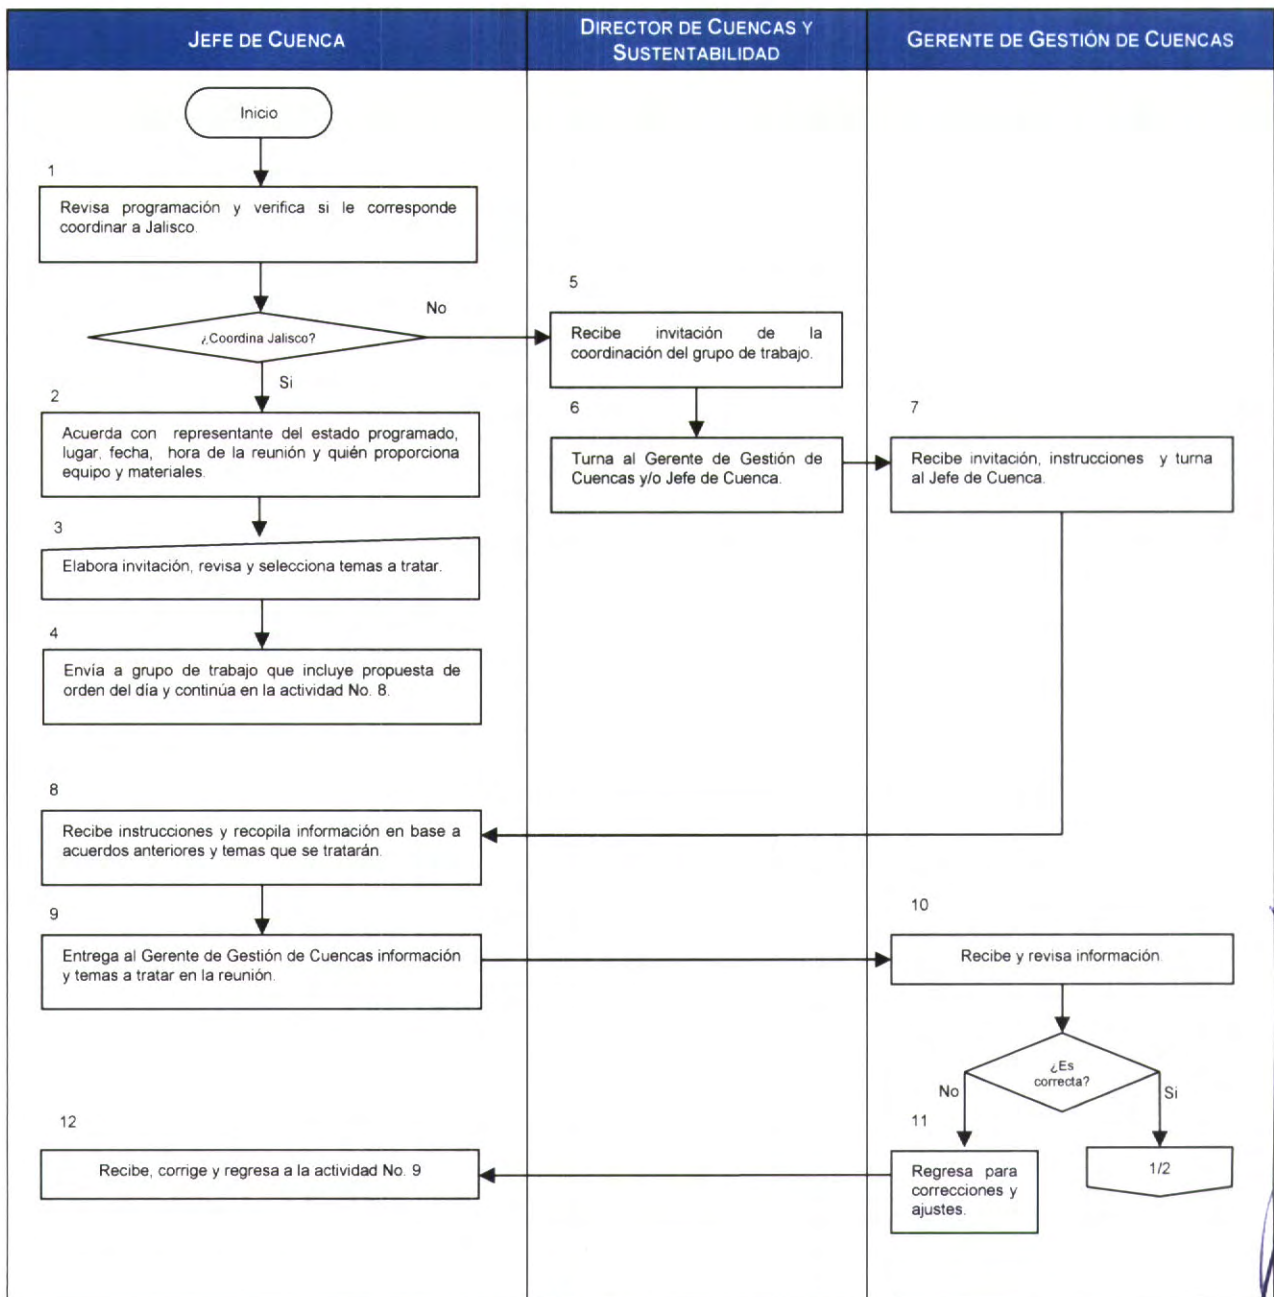 JEFE DE CUENCA
DIRECTOR DE CUENCAS Y
SUSTENTABILIDAD
GERENTE DE GESTIÓN DE CUENCAS
Inicio
1
Revisa programación y verifica si le corresponde
coordinar a Jalisco.
¿Coordina Jalisco?
No
Si
2
Acuerda con representante del estado programado,
lugar, fecha, hora de la reunión y quién proporciona
equipo y materiales.
3
Elabora invitación, revisa y selecciona temas a tratar.
4
Envía a grupo de trabajo que incluye propuesta de
orden del día y continúa en la actividad No. 8.
5
Recibe invitación de la
coordinación del grupo de trabajo.
6
Turna al Gerente de Gestión de
Cuencas y/o Jefe de Cuenca.
7
Recibe invitación, instrucciones y turna
al Jefe de Cuenca.
8
Recibe instrucciones y recopila información en base a
acuerdos anteriores y temas que se tratarán.
9
Entrega al Gerente de Gestión de Cuencas información
y temas a tratar en la reunión.
10
Recibe y revisa información.
¿Es
correcta?
No
Si
11
Regresa para
correcciones y
ajustes.
1/2
12
Recibe, corrige y regresa a la actividad No. 9